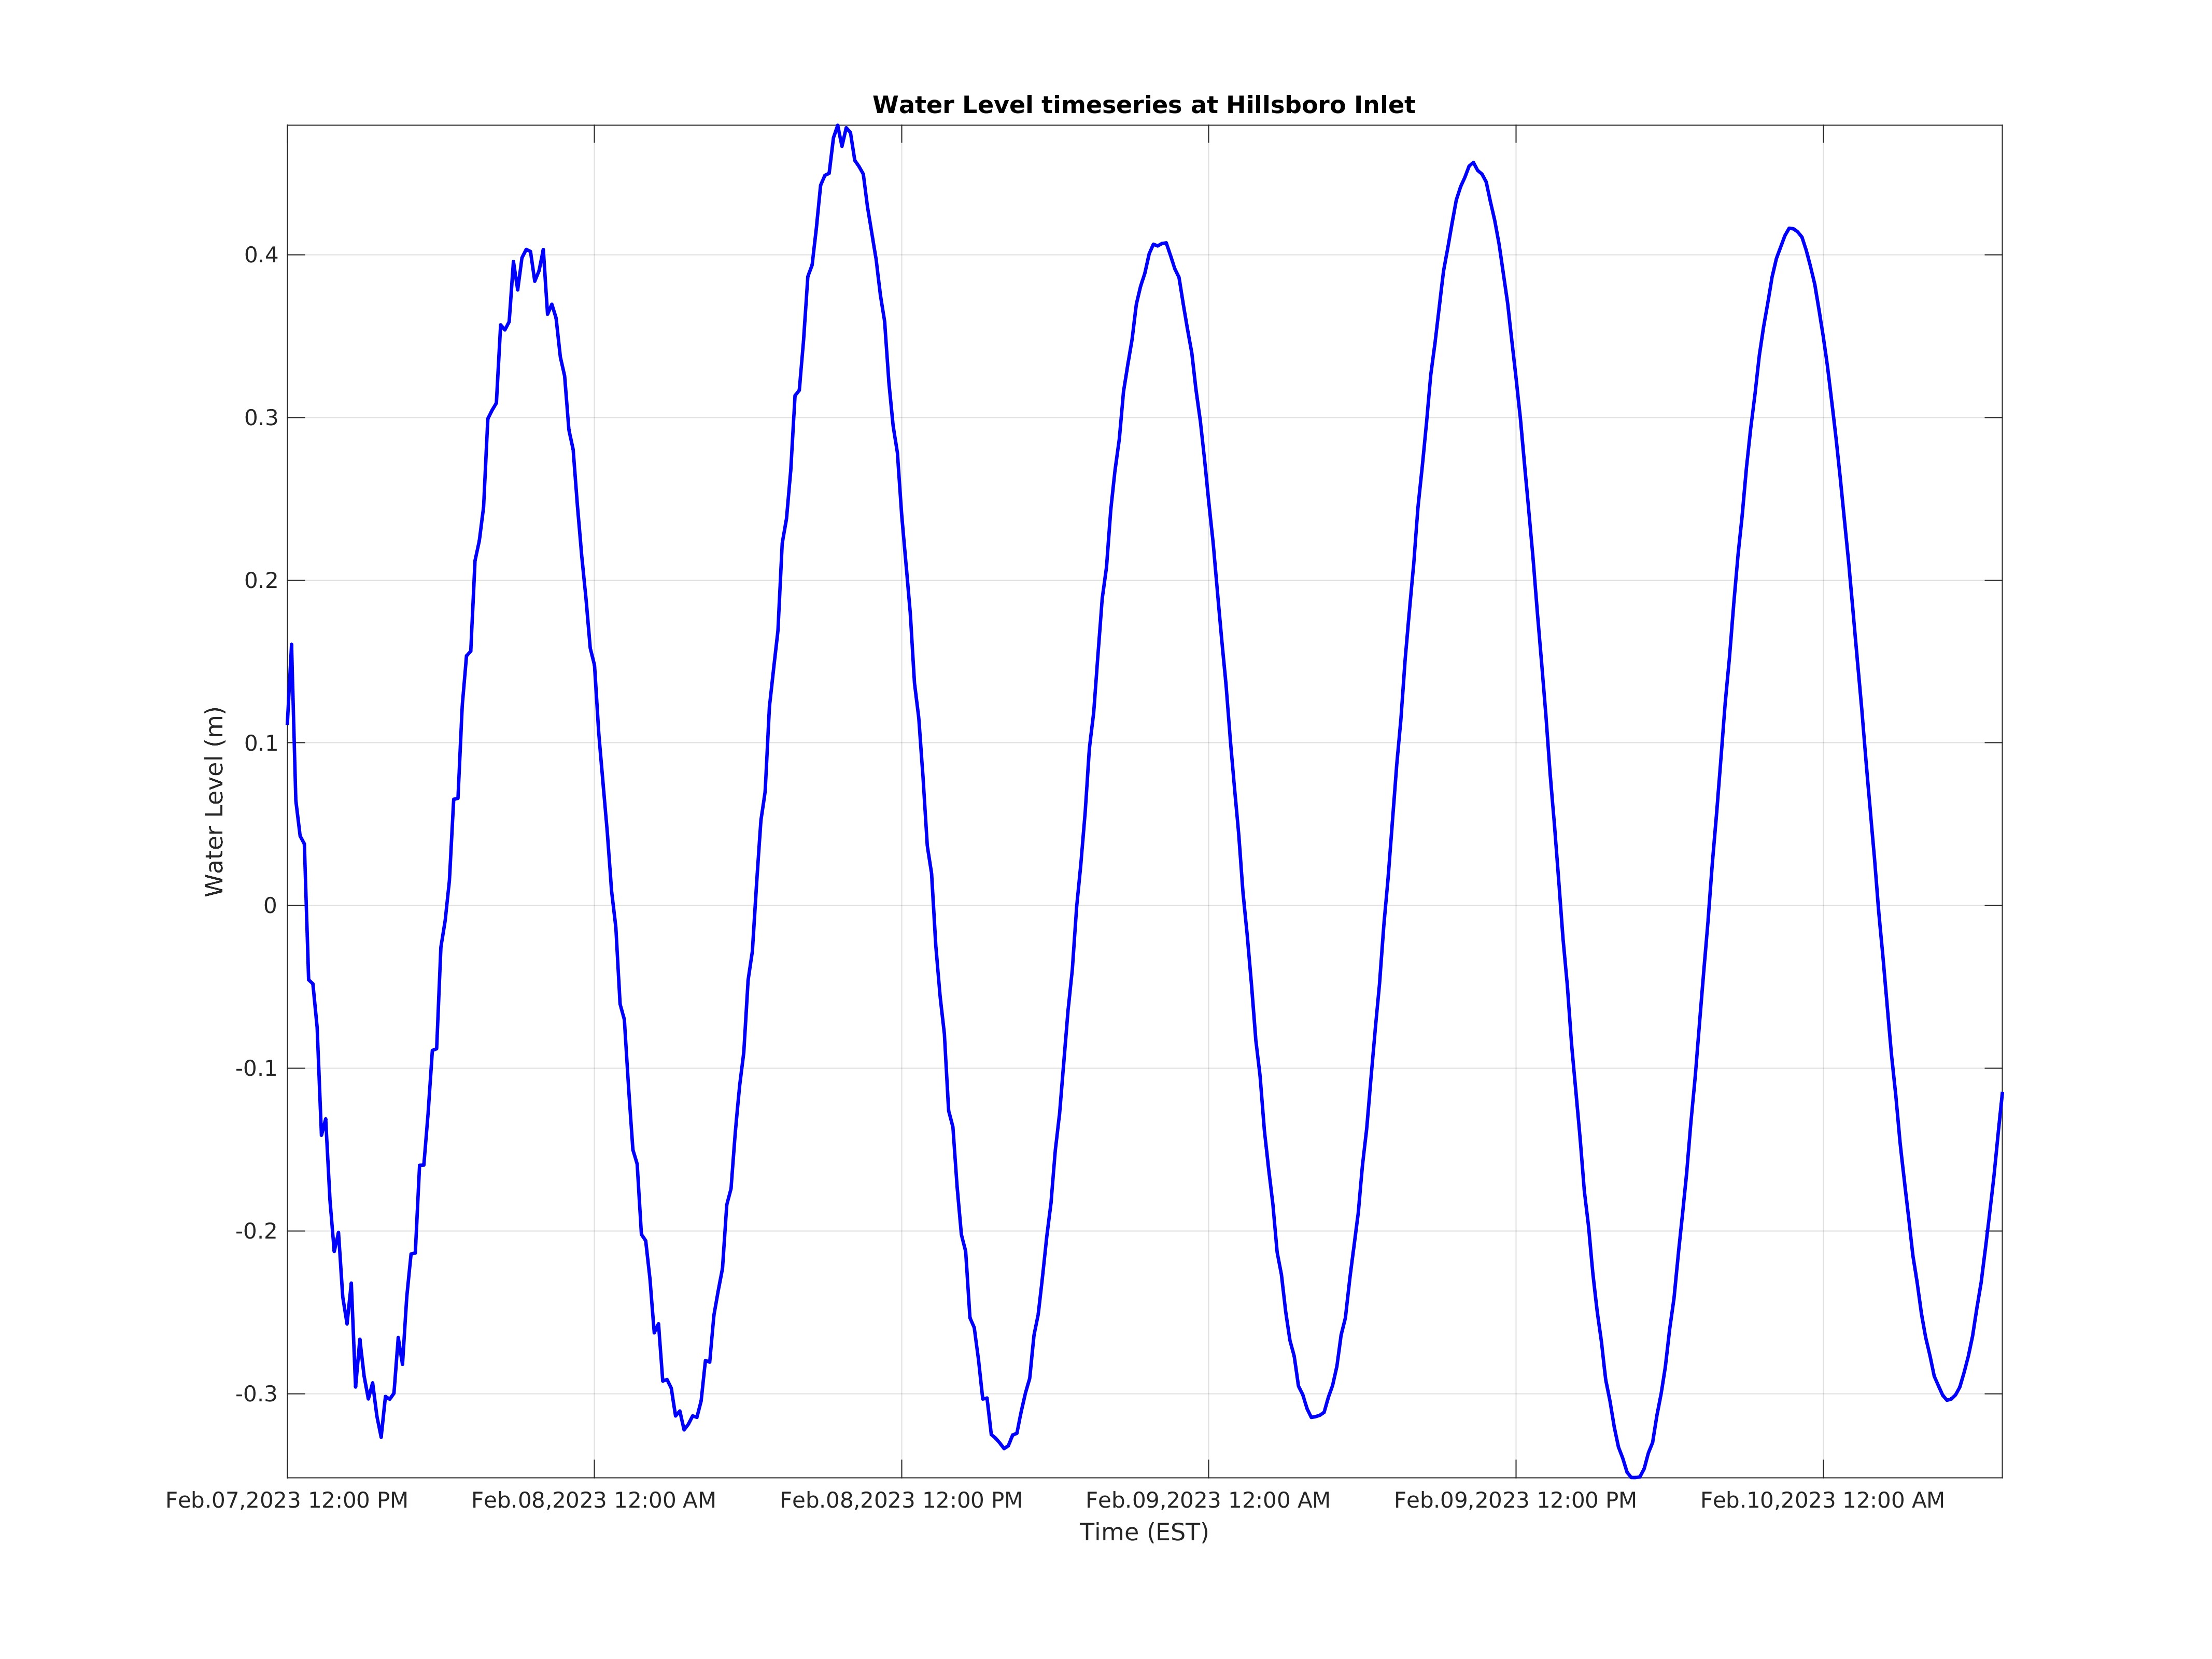 Water Level timeseries at Hillsboro Inlet
0.4
0.3
0.2
0.1
0
-0.1
-0.2
-0.3
Water Level (m)
Feb.07,2023 12:00 PM
Feb.08,2023 12:00 AM
Feb.08,2023 12:00 PM
Feb.09,2023 12:00 AM
Feb.09,2023 12:00 PM
Feb.10,2023 12:00 AM
Time (EST)